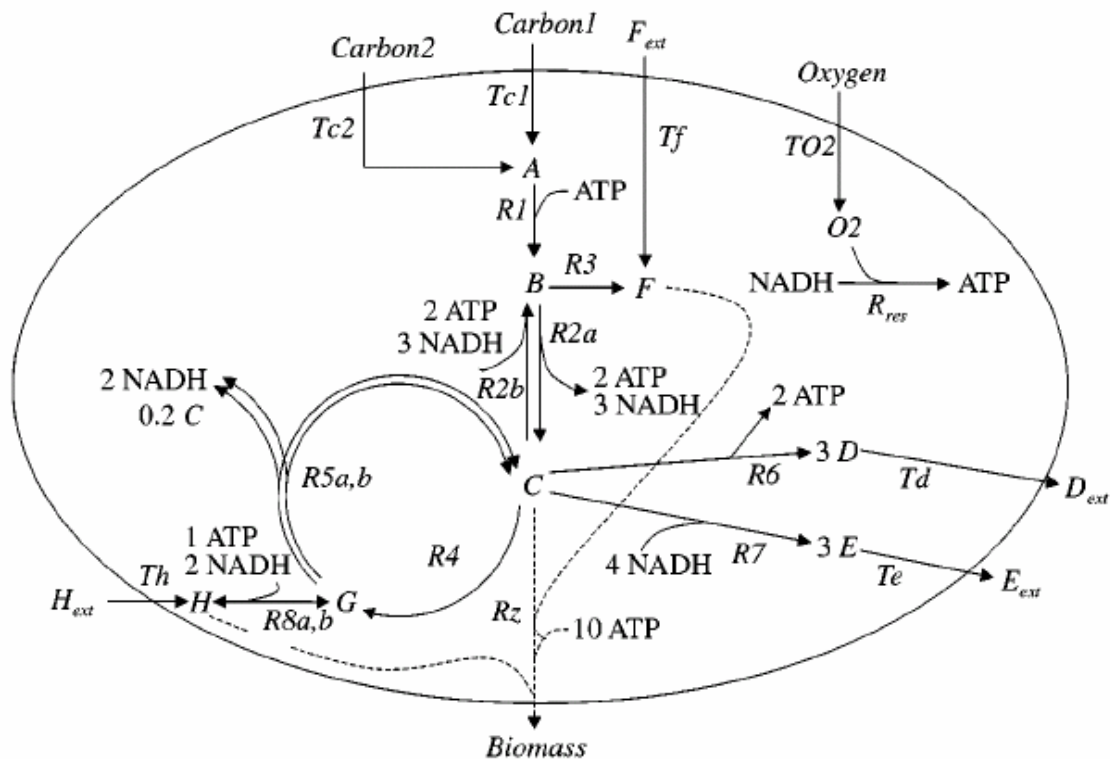 Carbon1
Carbon2
F_ext
Oxygen
Tc1
Tc2
Tf
TO2
A
R1
ATP
O2
B
R3
F
NADH
ATP
R_res
2 ATP
3 NADH
R2a
R2b
2 ATP
3 NADH
2 NADH
0.2 C
2 ATP
R5a,b
3 D
Td
D_ext
C
R6
1 ATP
2 NADH
R4
4 NADH
R7
3 E
Te
E_ext
H_ext
Th
H
R8a,b
G
Rz
10 ATP
Biomass